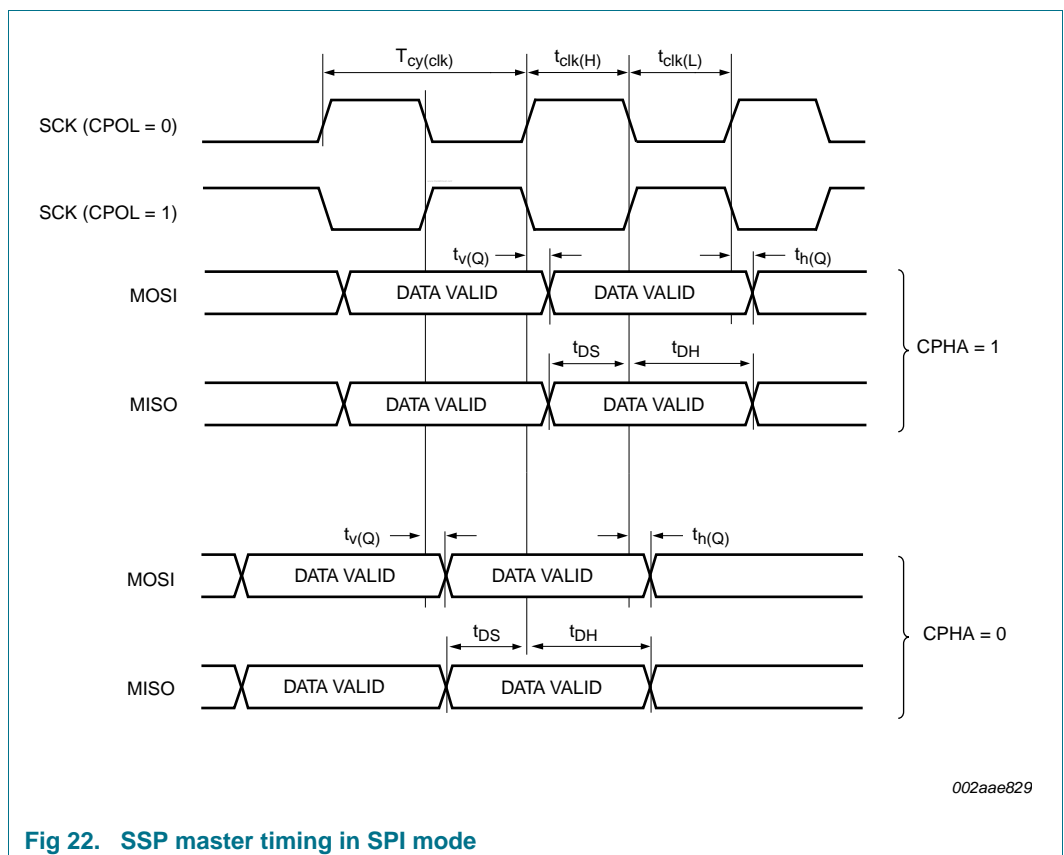 Tcy(clk) tclk(H) tclk(L)
SCK (CPOL = 0)
SCK (CPOL = 1)
tv(Q) th(Q)
MOSI DATA VALID DATA VALID
CPHA = 1
tDS tDH
MISO DATA VALID DATA VALID
tv(Q) th(Q)
MOSI DATA VALID DATA VALID
CPHA = 0
tDS tDH
MISO DATA VALID DATA VALID
002aae829
Fig 22. SSP master timing in SPI mode